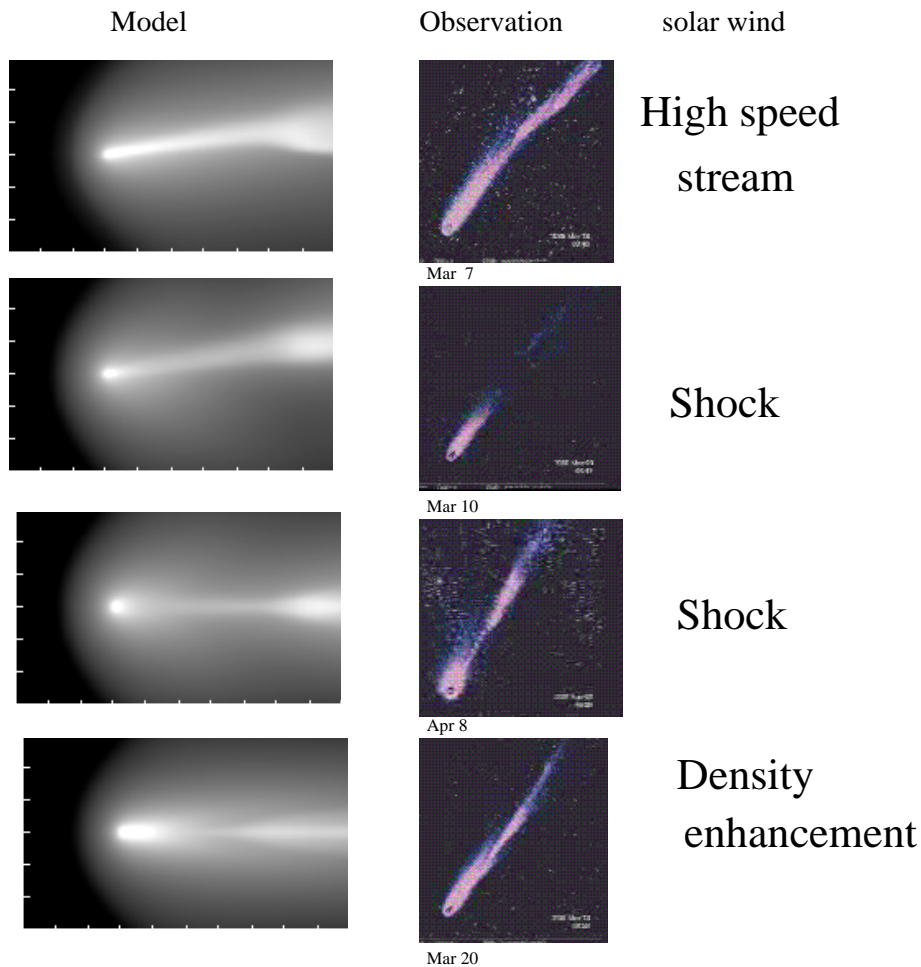 Model Observation solar wind
High speed
stream
Mar 7
Shock
Mar 10
Shock
Apr 8
Density
enhancement
Mar 20